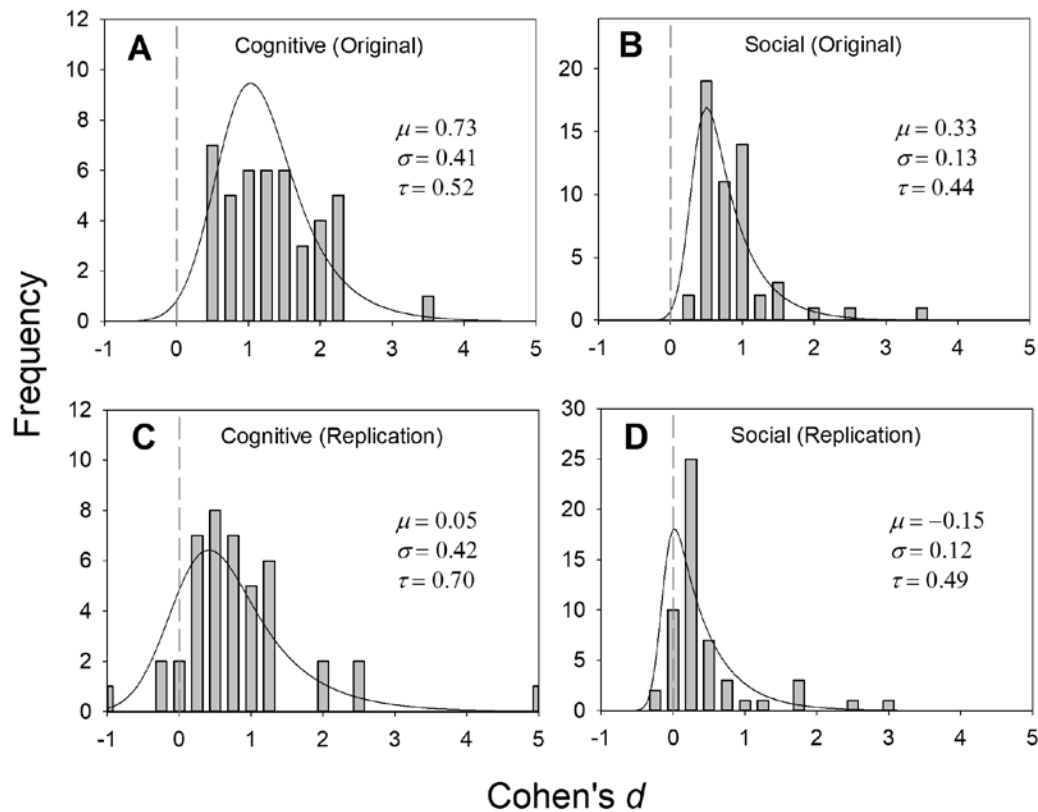 Frequency
A
Cognitive (Original)
μ = 0.73
σ = 0.41
τ = 0.52
12
10
8
6
4
2
0
-1 0 1 2 3 4 5
B
Social (Original)
μ = 0.33
σ = 0.13
τ = 0.44
20
15
10
5
0
-1 0 1 2 3 4 5
C
Cognitive (Replication)
μ = 0.05
σ = 0.42
τ = 0.70
12
10
8
6
4
2
0
-1 0 1 2 3 4 5
D
Social (Replication)
μ = −0.15
σ = 0.12
τ = 0.49
30
25
20
15
10
5
0
-1 0 1 2 3 4 5
Cohen's d